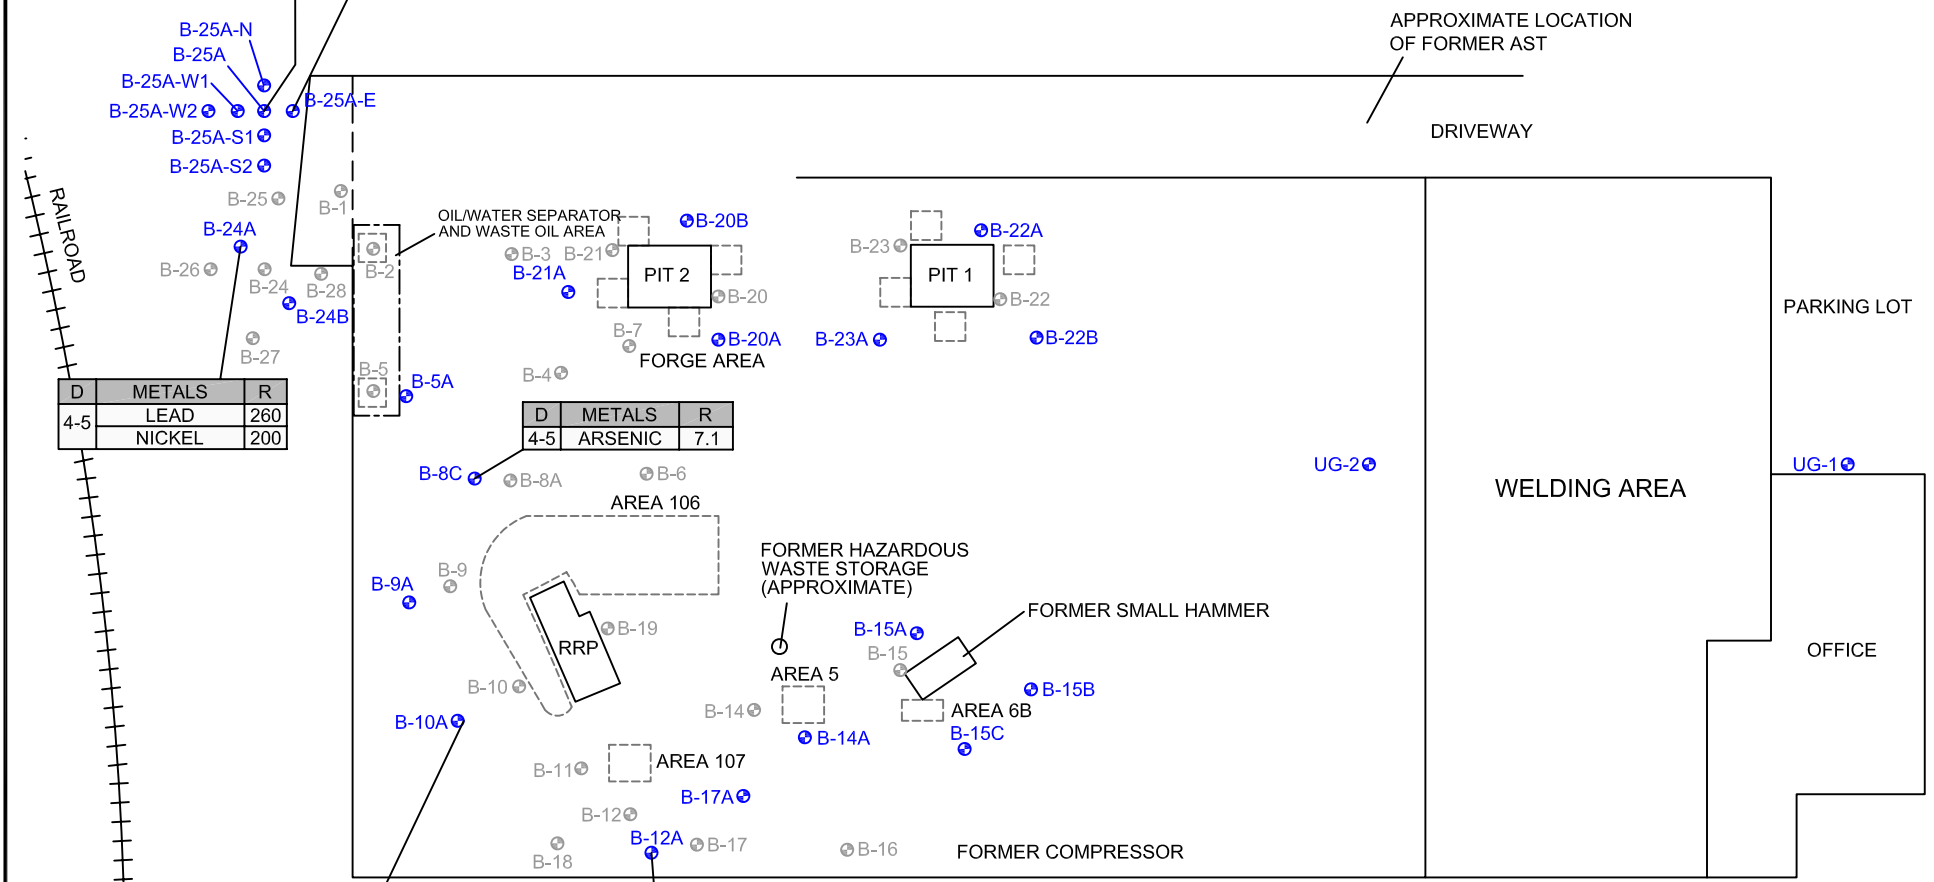 APPROXIMATE LOCATION
OF FORMER AST
B-25A-N
B-25A
B-25A-W1
B-25A-W2
B-25A-E
B-25A-S1
B-25A-S2
DRIVEWAY
RAILROAD
B-25
B-1
B-24A
OIL/WATER SEPARATOR
AND WASTE OIL AREA
B-20B
B-22A
B-26
B-24
B-28
B-2
B-3
B-21
B-23
B-21A
PIT 2
PIT 1
B-20
B-22
B-24B
PARKING LOT
B-27
B-7
B-20A
B-23A
B-22B
FORGE AREA
B-5
B-4
B-5A
D METALS R
4-5 LEAD 260
NICKEL 200
D METALS R
4-5 ARSENIC 7.1
B-8C
B-8A
B-6
UG-2
UG-1
WELDING AREA
AREA 106
FORMER HAZARDOUS
WASTE STORAGE
(APPROXIMATE)
B-9
B-9A
B-19
RRP
B-15A
FORMER SMALL HAMMER
B-15
OFFICE
B-10
AREA 5
B-15B
B-10A
B-14
AREA 6B
B-14A
B-15C
B-11
AREA 107
B-17A
B-12
B-12A
B-18
B-17
B-16
FORMER COMPRESSOR